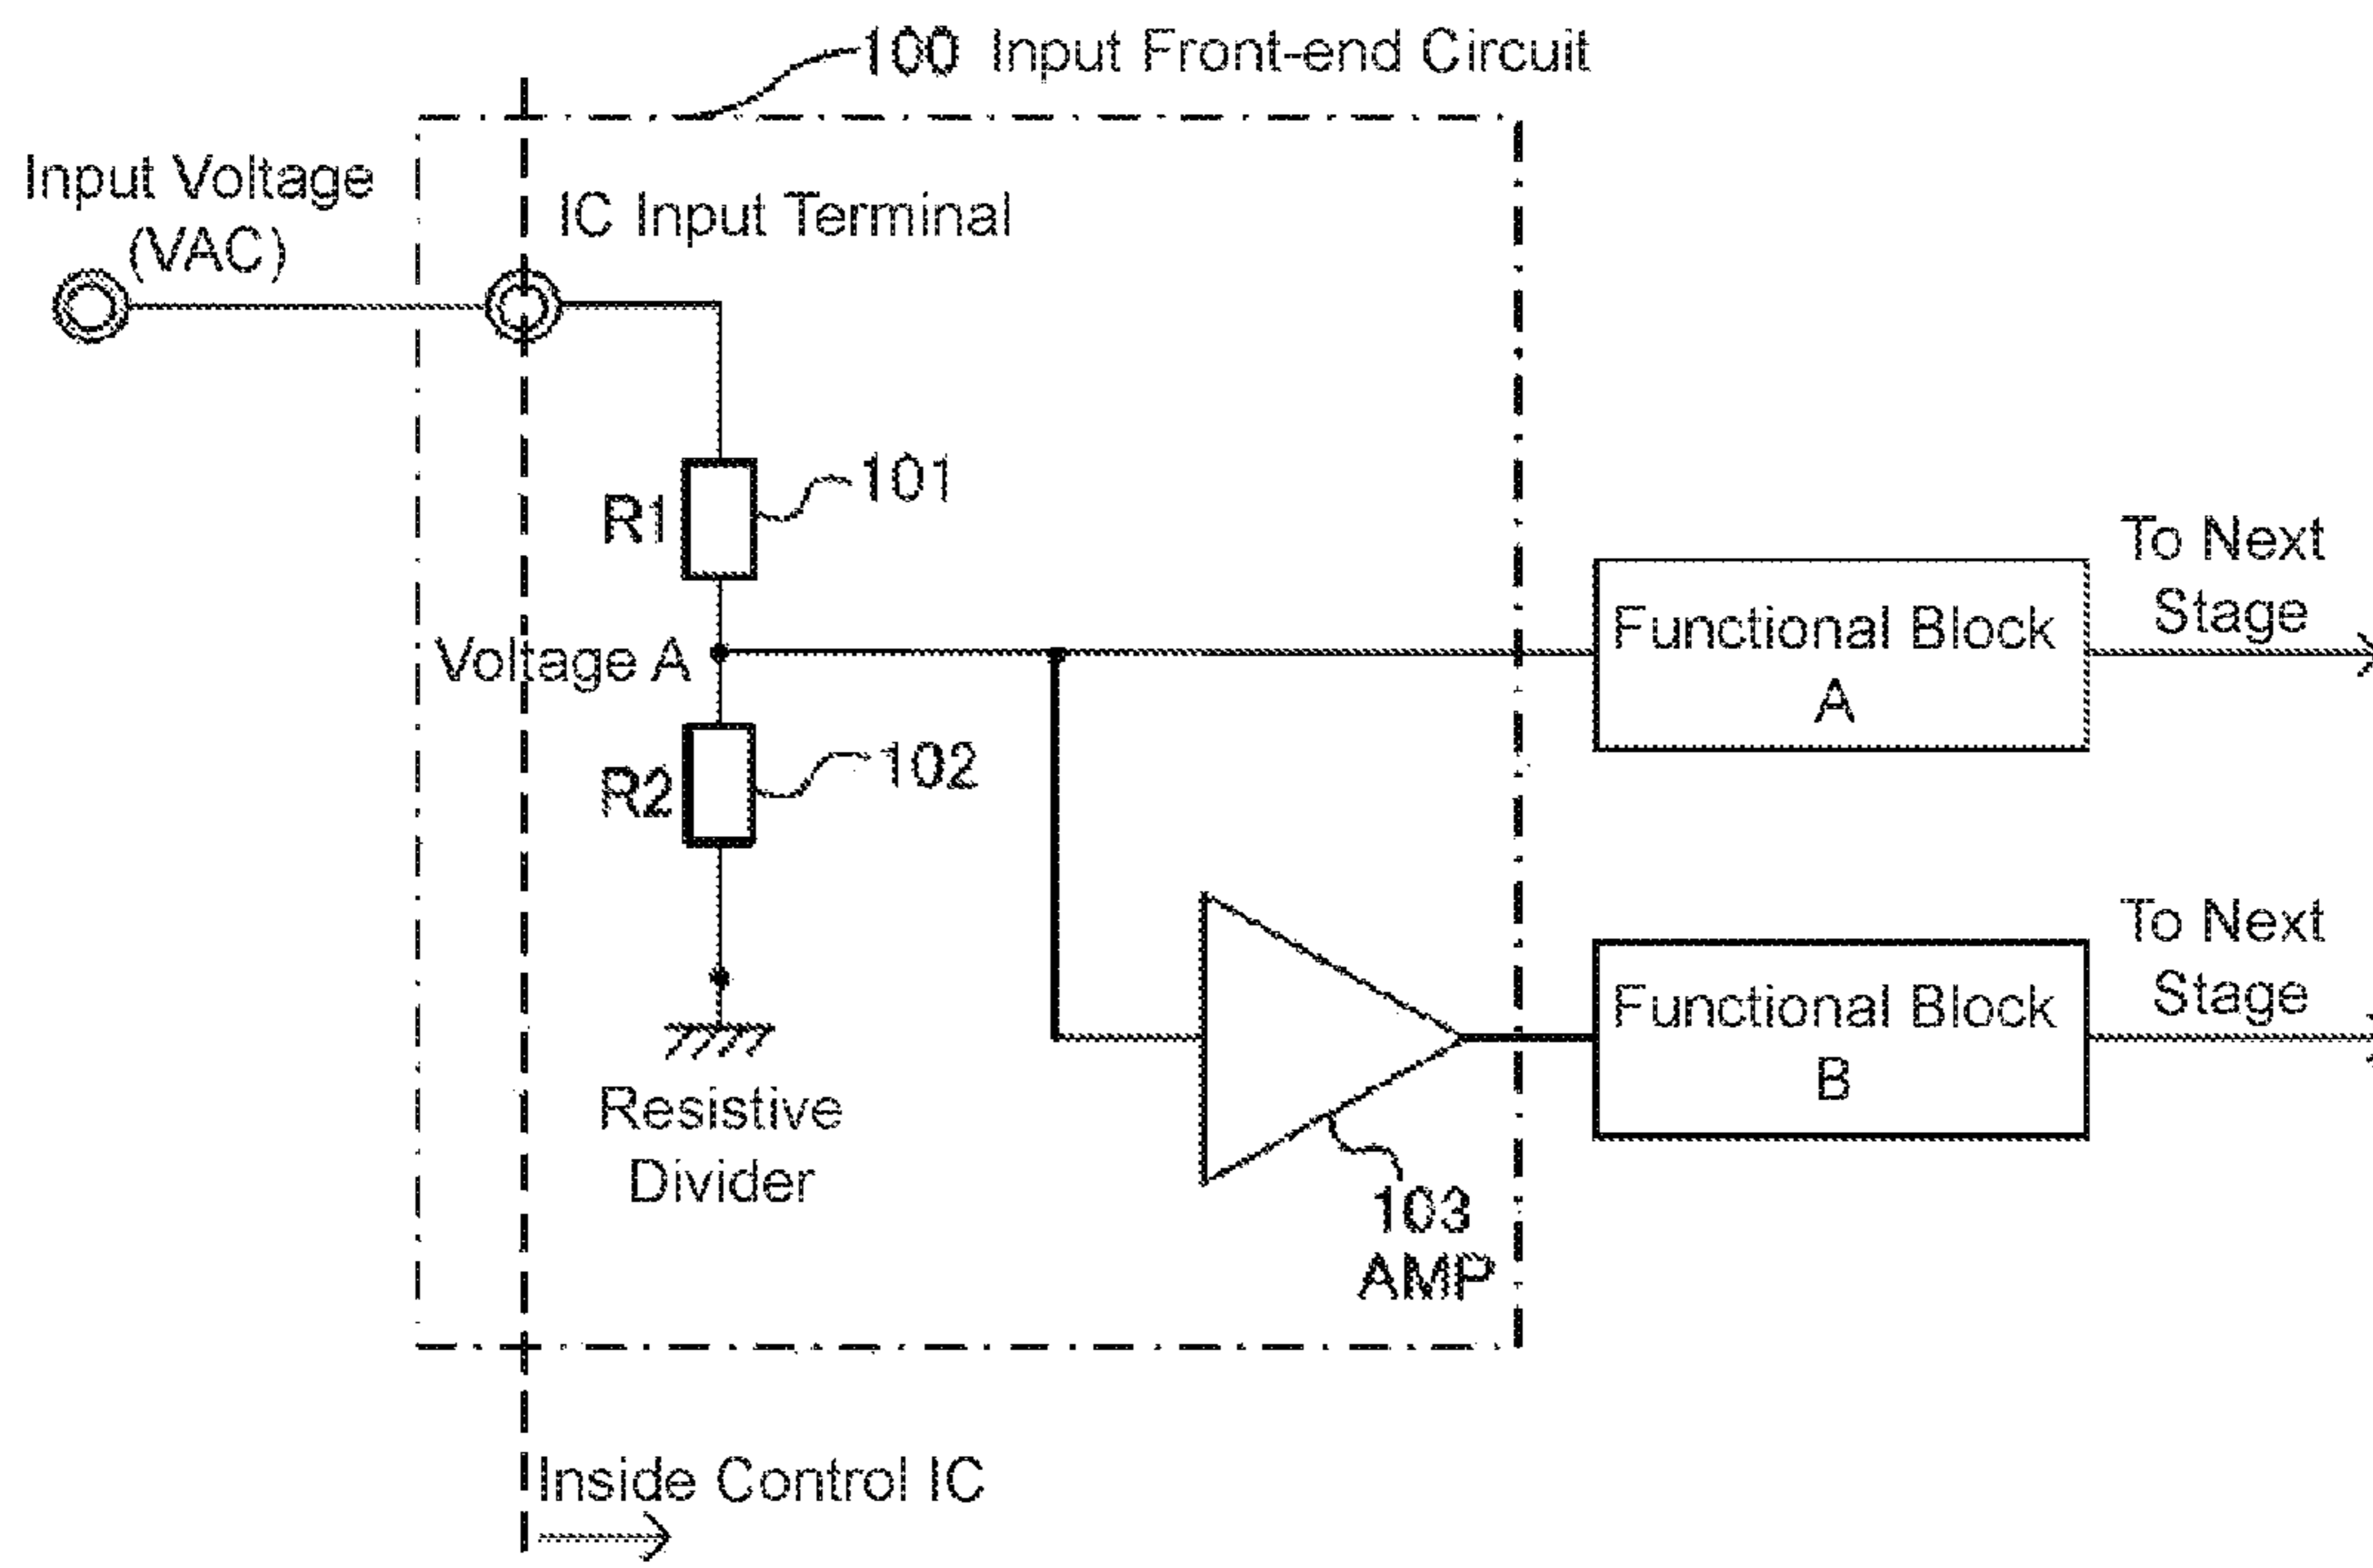 100 Input Front-end Circuit
Input Voltage
(VAC)
IC Input Terminal
R1
101
Voltage A
R2
102
Resistive
Divider
103
AMP
Functional Block
A
To Next
Stage
Functional Block
B
To Next
Stage
Inside Control IC